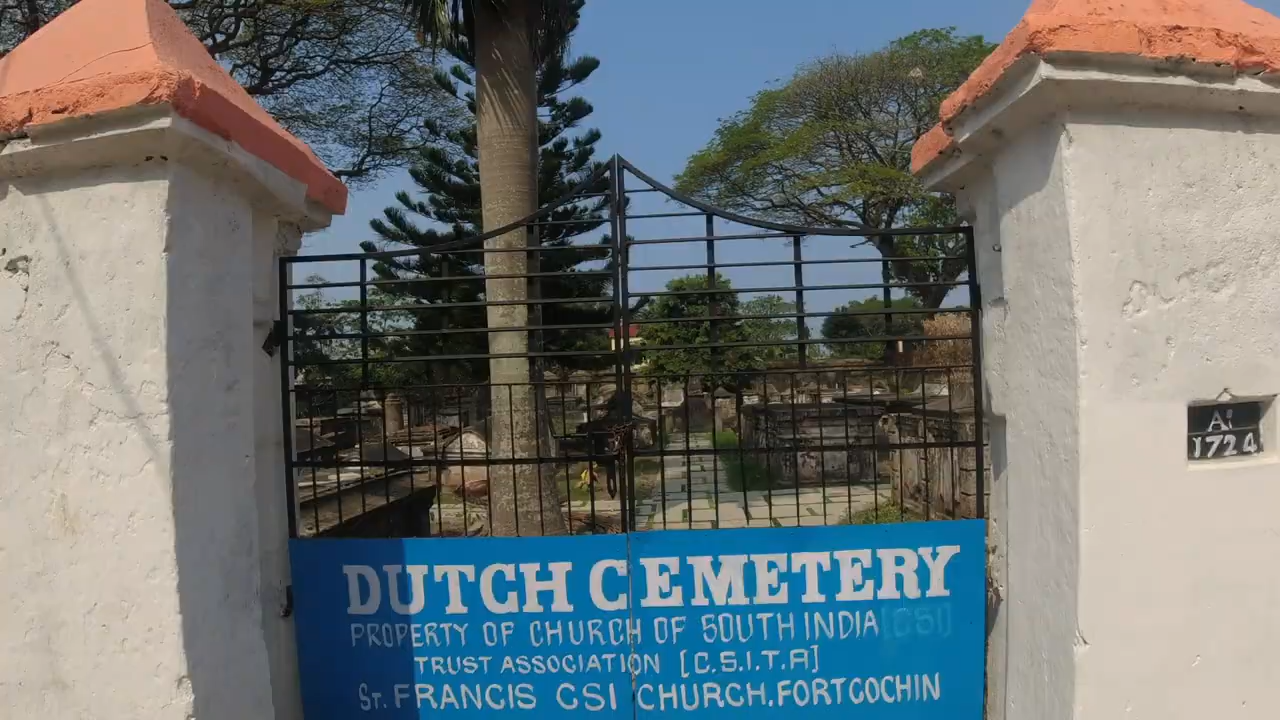 DUTCH CEMETERY
PROPERTY OF CHURCH OF SOUTH INDIA [CSI]
TRUST ASSOCIATION [C.S.I.T.A]
ST. FRANCIS CSI CHURCH, FORTCOCHIN
1724